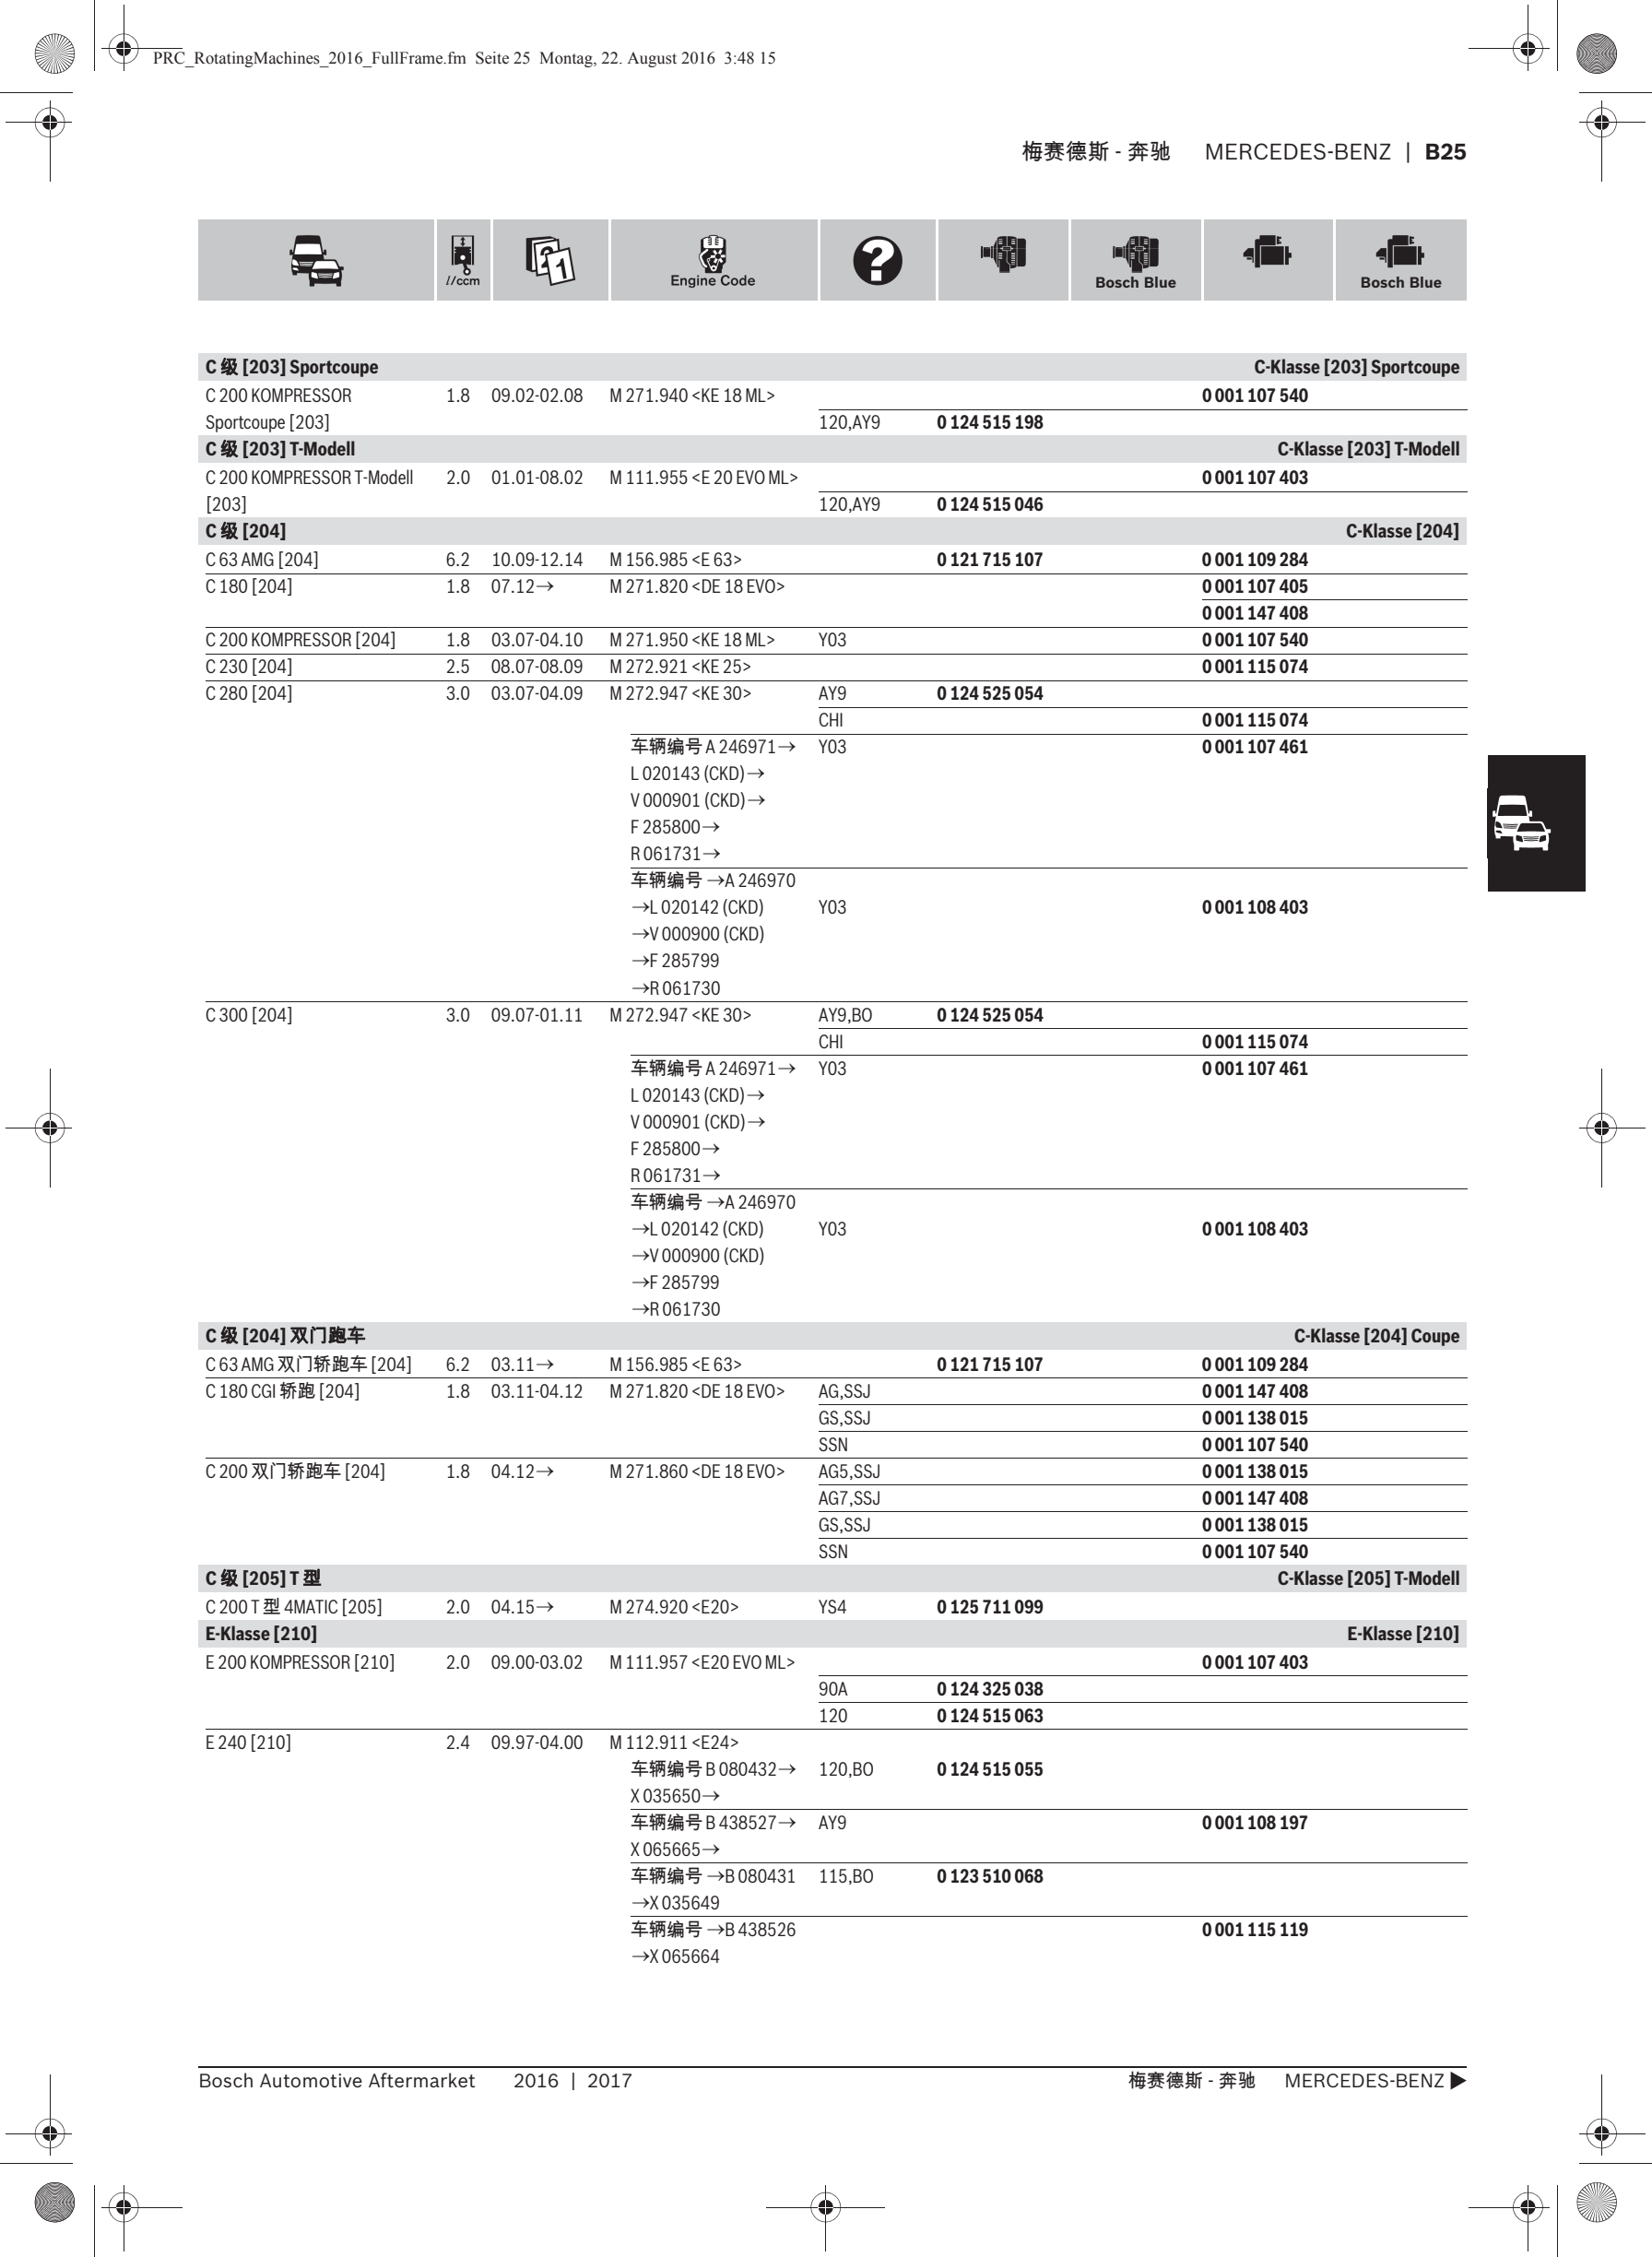 PRC_RotatingMachines_2016_FullFrame.fm Seite 25 Montag, 22. August 2016 3:48 15
梅赛德斯 - 奔驰 MERCEDES-BENZ | B25
l/ccm Engine Code Bosch Blue Bosch Blue
C 级 [203] Sportcoupe C-Klasse [203] Sportcoupe
C 200 KOMPRESSOR 1.8 09.02-02.08 M 271.940 <KE 18 ML> 0 001 107 540
Sportcoupe [203] 120,AY9 0 124 515 198
C 级 [203] T-Modell C-Klasse [203] T-Modell
C 200 KOMPRESSOR T-Modell 2.0 01.01-08.02 M 111.955 <E 20 EVO ML> 0 001 107 403
[203] 120,AY9 0 124 515 046
C 级 [204] C-Klasse [204]
C 63 AMG [204] 6.2 10.09-12.14 M 156.985 <E 63> 0 121 715 107 0 001 109 284
C 180 [204] 1.8 07.12→ M 271.820 <DE 18 EVO> 0 001 107 405
0 001 147 408
C 200 KOMPRESSOR [204] 1.8 03.07-04.10 M 271.950 <KE 18 ML> Y03 0 001 107 540
C 230 [204] 2.5 08.07-08.09 M 272.921 <KE 25> 0 001 115 074
C 280 [204] 3.0 03.07-04.09 M 272.947 <KE 30> AY9 0 124 525 054
CHI 0 001 115 074
车辆编号 A 246971→ Y03 0 001 107 461
L 020143 (CKD)→
V 000901 (CKD)→
F 285800→
R 061731→
车辆编号 →A 246970
→L 020142 (CKD) Y03 0 001 108 403
→V 000900 (CKD)
→F 285799
→R 061730
C 300 [204] 3.0 09.07-01.11 M 272.947 <KE 30> AY9,BO 0 124 525 054
CHI 0 001 115 074
车辆编号 A 246971→ Y03 0 001 107 461
L 020143 (CKD)→
V 000901 (CKD)→
F 285800→
R 061731→
车辆编号 →A 246970
→L 020142 (CKD) Y03 0 001 108 403
→V 000900 (CKD)
→F 285799
→R 061730
C 级 [204] 双门跑车 C-Klasse [204] Coupe
C 63 AMG 双门轿跑车 [204] 6.2 03.11→ M 156.985 <E 63> 0 121 715 107 0 001 109 284
C 180 CGI 轿跑 [204] 1.8 03.11-04.12 M 271.820 <DE 18 EVO> AG,SSJ 0 001 147 408
GS,SSJ 0 001 138 015
SSN 0 001 107 540
C 200 双门轿跑车 [204] 1.8 04.12→ M 271.860 <DE 18 EVO> AG5,SSJ 0 001 138 015
AG7,SSJ 0 001 147 408
GS,SSJ 0 001 138 015
SSN 0 001 107 540
C 级 [205] T 型 C-Klasse [205] T-Modell
C 200 T 型 4MATIC [205] 2.0 04.15→ M 274.920 <E20> YS4 0 125 711 099
E-Klasse [210] E-Klasse [210]
E 200 KOMPRESSOR [210] 2.0 09.00-03.02 M 111.957 <E20 EVO ML> 0 001 107 403
90A 0 124 325 038
120 0 124 515 063
E 240 [210] 2.4 09.97-04.00 M 112.911 <E24>
车辆编号 B 080432→ 120,BO 0 124 515 055
X 035650→
车辆编号 B 438527→ AY9 0 001 108 197
X 065665→
车辆编号 →B 080431 115,BO 0 123 510 068
→X 035649
车辆编号 →B 438526 0 001 115 119
→X 065664
Bosch Automotive Aftermarket 2016 | 2017 梅赛德斯 - 奔驰 MERCEDES-BENZ